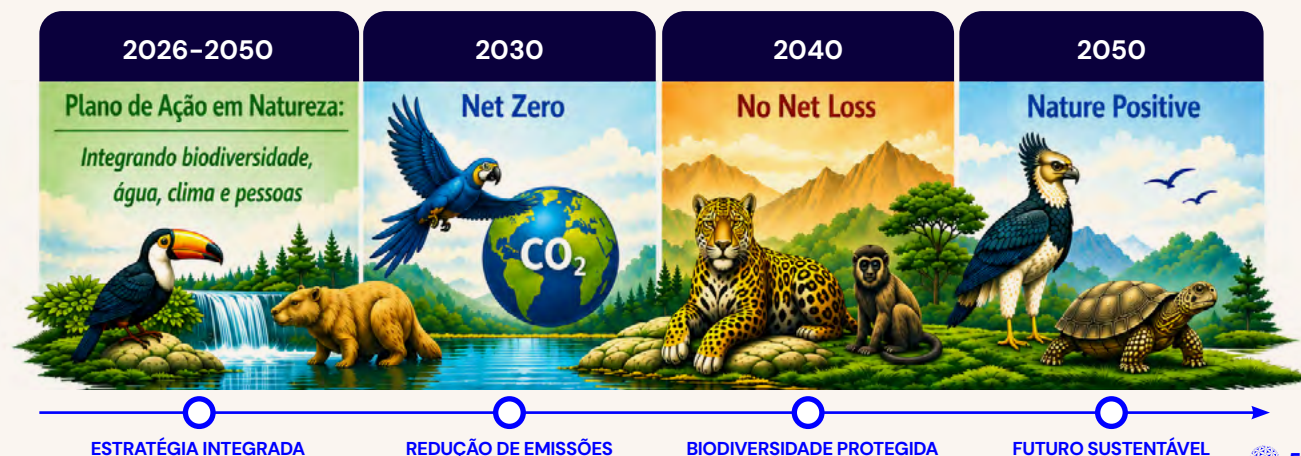 2026-2050
2030
2040
2050
Plano de Ação em Natureza:
Integrando biodiversidade,
água, clima e pessoas
Net Zero
CO₂
No Net Loss
Nature Positive
ESTRATÉGIA INTEGRADA
REDUÇÃO DE EMISSÕES
BIODIVERSIDADE PROTEGIDA
FUTURO SUSTENTÁVEL